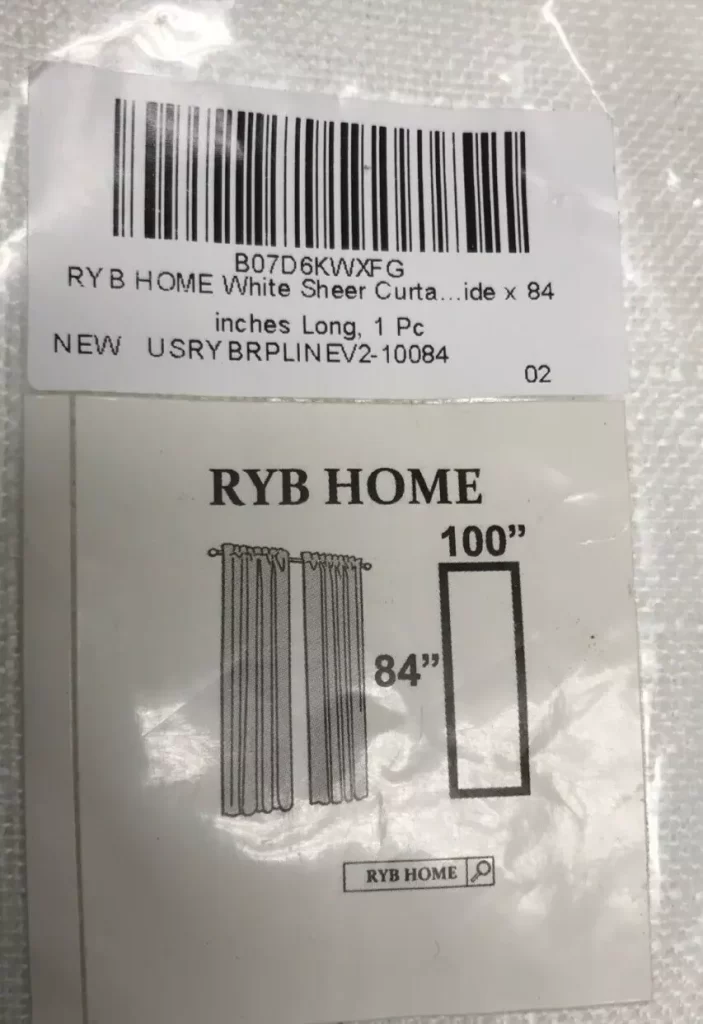 B07D6KWXFG
RYB HOME White Sheer Curta...ide x 84
inches Long, 1 Pc
NEW USRYBRPLINEV2-10084
02
RYB HOME
100”
84”
RYB HOME